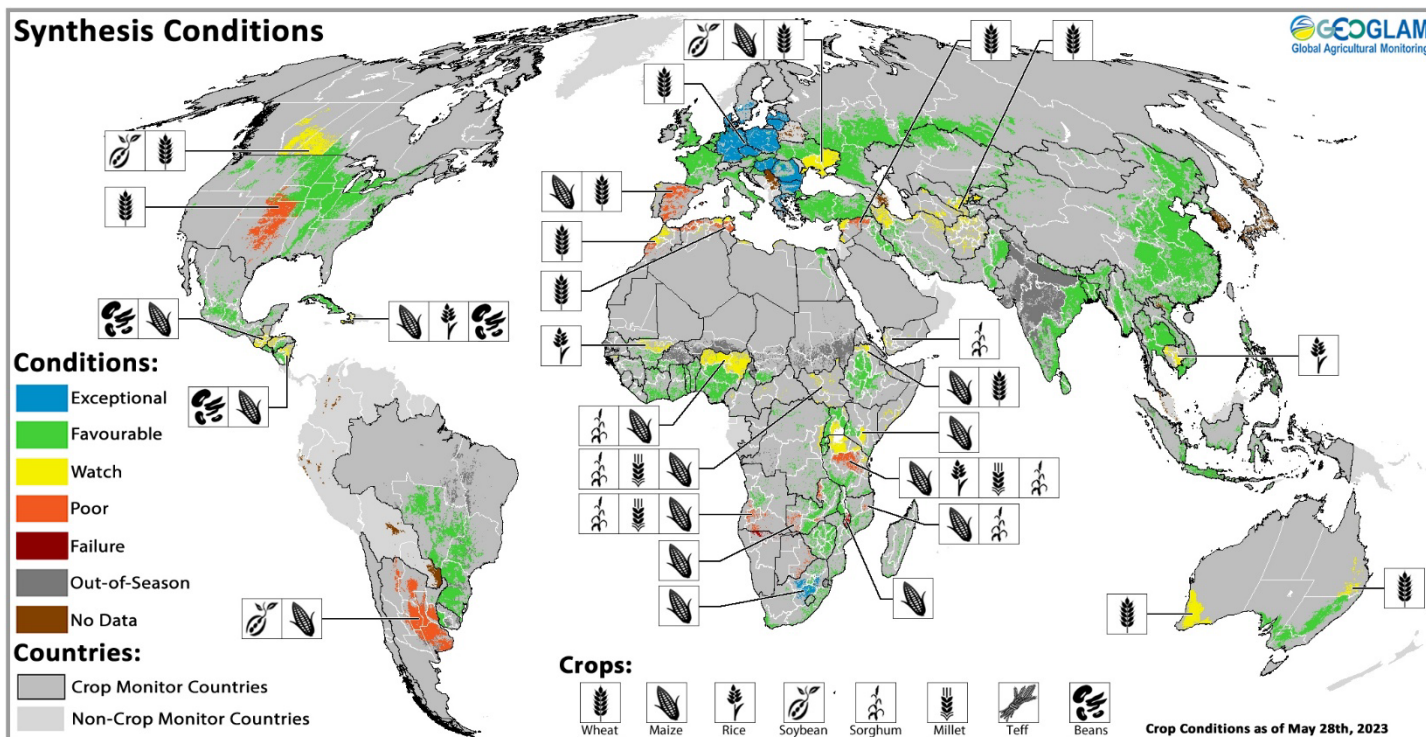 Synthesis Conditions
GEOGLAM
Global Agricultural Monitoring
Conditions:
Exceptional
Favourable
Watch
Poor
Failure
Out-of-Season
No Data
Countries:
Crop Monitor Countries
Non-Crop Monitor Countries
Crops:
Wheat Maize Rice Soybean Sorghum Millet Teff Beans
Crop Conditions as of May 28th, 2023